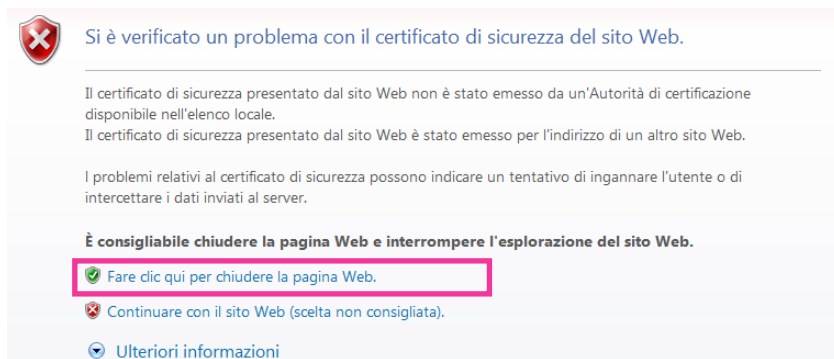 Si è verificato un problema con il certificato di sicurezza del sito Web.
Il certificato di sicurezza presentato dal sito Web non è stato emesso da un'Autorità di certificazione
disponibile nell'elenco locale.
Il certificato di sicurezza presentato dal sito Web è stato emesso per l'indirizzo di un altro sito Web.
I problemi relativi al certificato di sicurezza possono indicare un tentativo di ingannare l'utente o di
intercettare i dati inviati al server.
È consigliabile chiudere la pagina Web e interrompere l'esplorazione del sito Web.
Fare clic qui per chiudere la pagina Web.
Continuare con il sito Web (scelta non consigliata).
Ulteriori informazioni